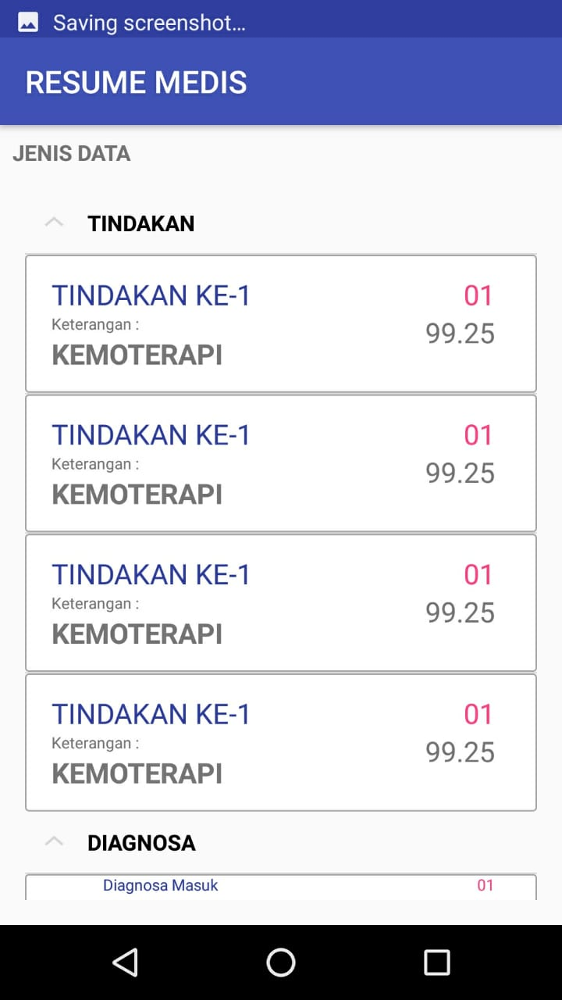 Saving screenshot...
RESUME MEDIS
JENIS DATA
TINDAKAN
TINDAKAN KE-1 01
Keterangan : 99.25
KEMOTERAPI
TINDAKAN KE-1 01
Keterangan : 99.25
KEMOTERAPI
TINDAKAN KE-1 01
Keterangan : 99.25
KEMOTERAPI
TINDAKAN KE-1 01
Keterangan : 99.25
KEMOTERAPI
DIAGNOSA
Diagnosa Masuk 01